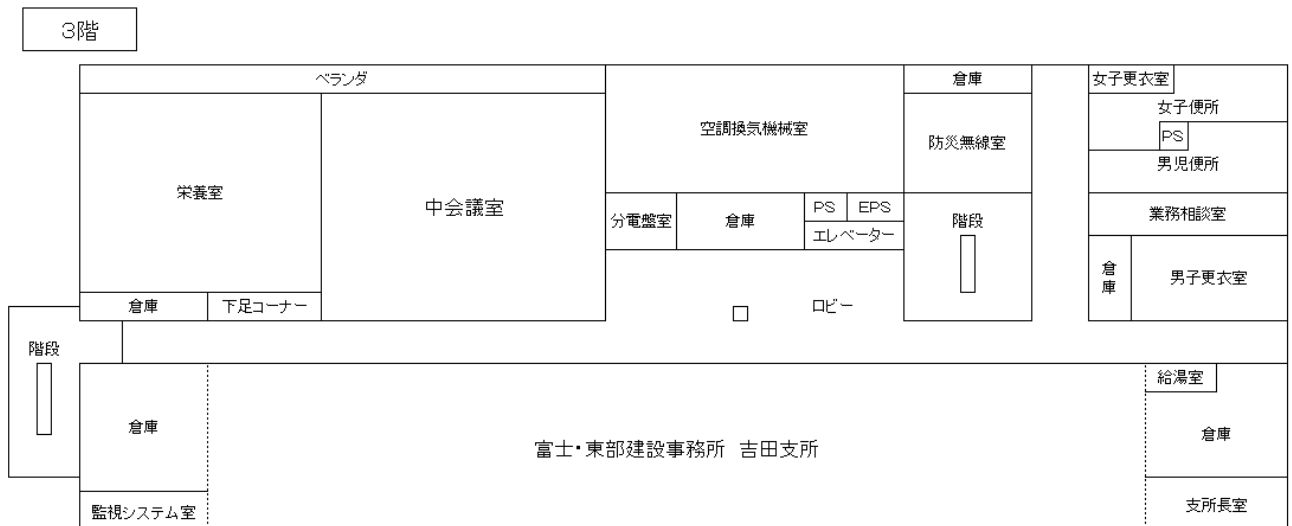 3階
ベランダ
倉庫
女子更衣室
女子便所
空調換気機械室
防災無線室
PS
男児便所
栄養室
中会議室
分電盤室
倉庫
PS
EPS
エレベーター
階段
業務相談室
倉庫
男子更衣室
倉庫
下足コーナー
ロビー
階段
給湯室
倉庫
富士・東部建設事務所 吉田支所
倉庫
監視システム室
支所長室